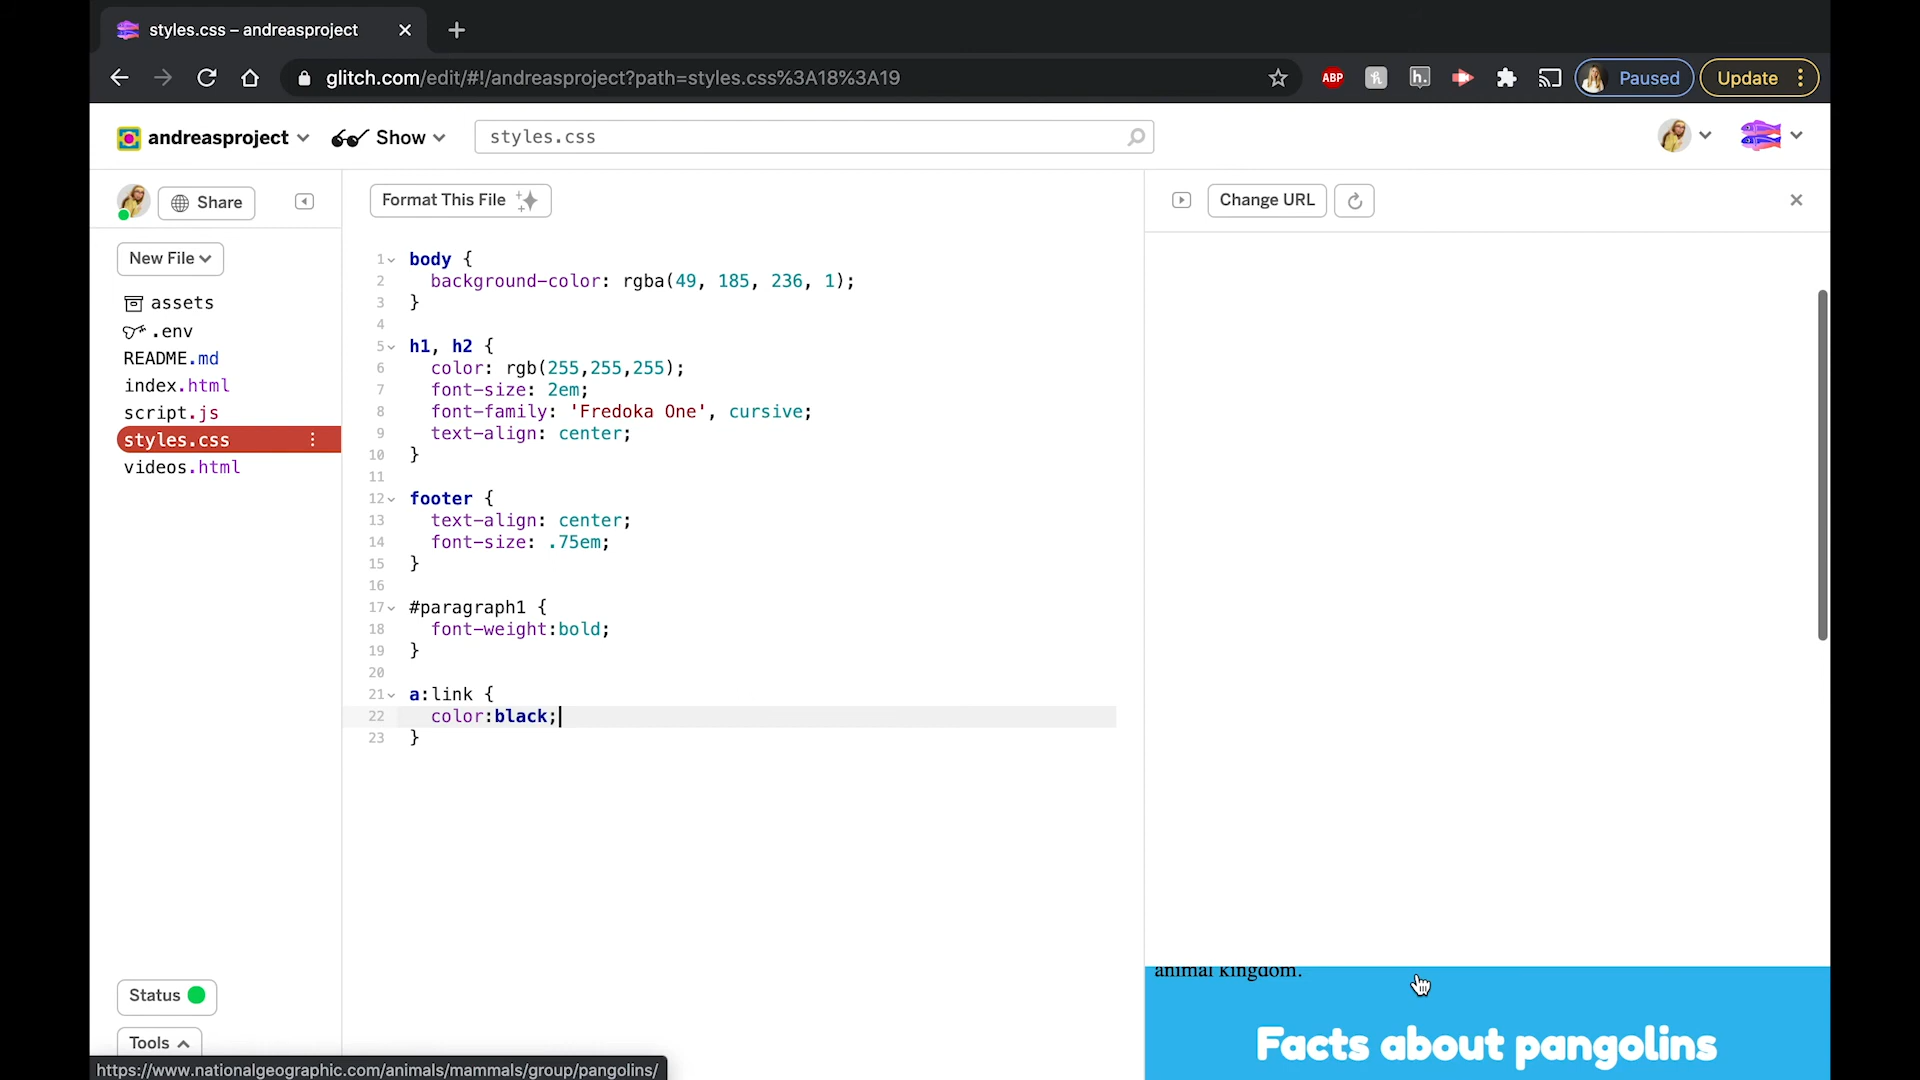 styles.css – andreasproject
glitch.com/edit/#!/andreasproject?path=styles.css%3A18%3A19
ABP
h.
Paused
Update
andreasproject
Show
styles.css
Share
Format This File
Change URL
New File
assets
.env
README.md
index.html
script.js
styles.css
videos.html
1 body {
2 background-color: rgba(49, 185, 236, 1);
3 }
4
5 h1, h2 {
6 color: rgb(255,255,255);
7 font-size: 2em;
8 font-family: 'Fredoka One', cursive;
9 text-align: center;
10 }
11
12 footer {
13 text-align: center;
14 font-size: .75em;
15 }
16
17 #paragraph1 {
18 font-weight:bold;
19 }
20
21 a:link {
22 color:black;
23 }
animal kingdom.
Facts about pangolins
Status
Tools
https://www.nationalgeographic.com/animals/mammals/group/pangolins/